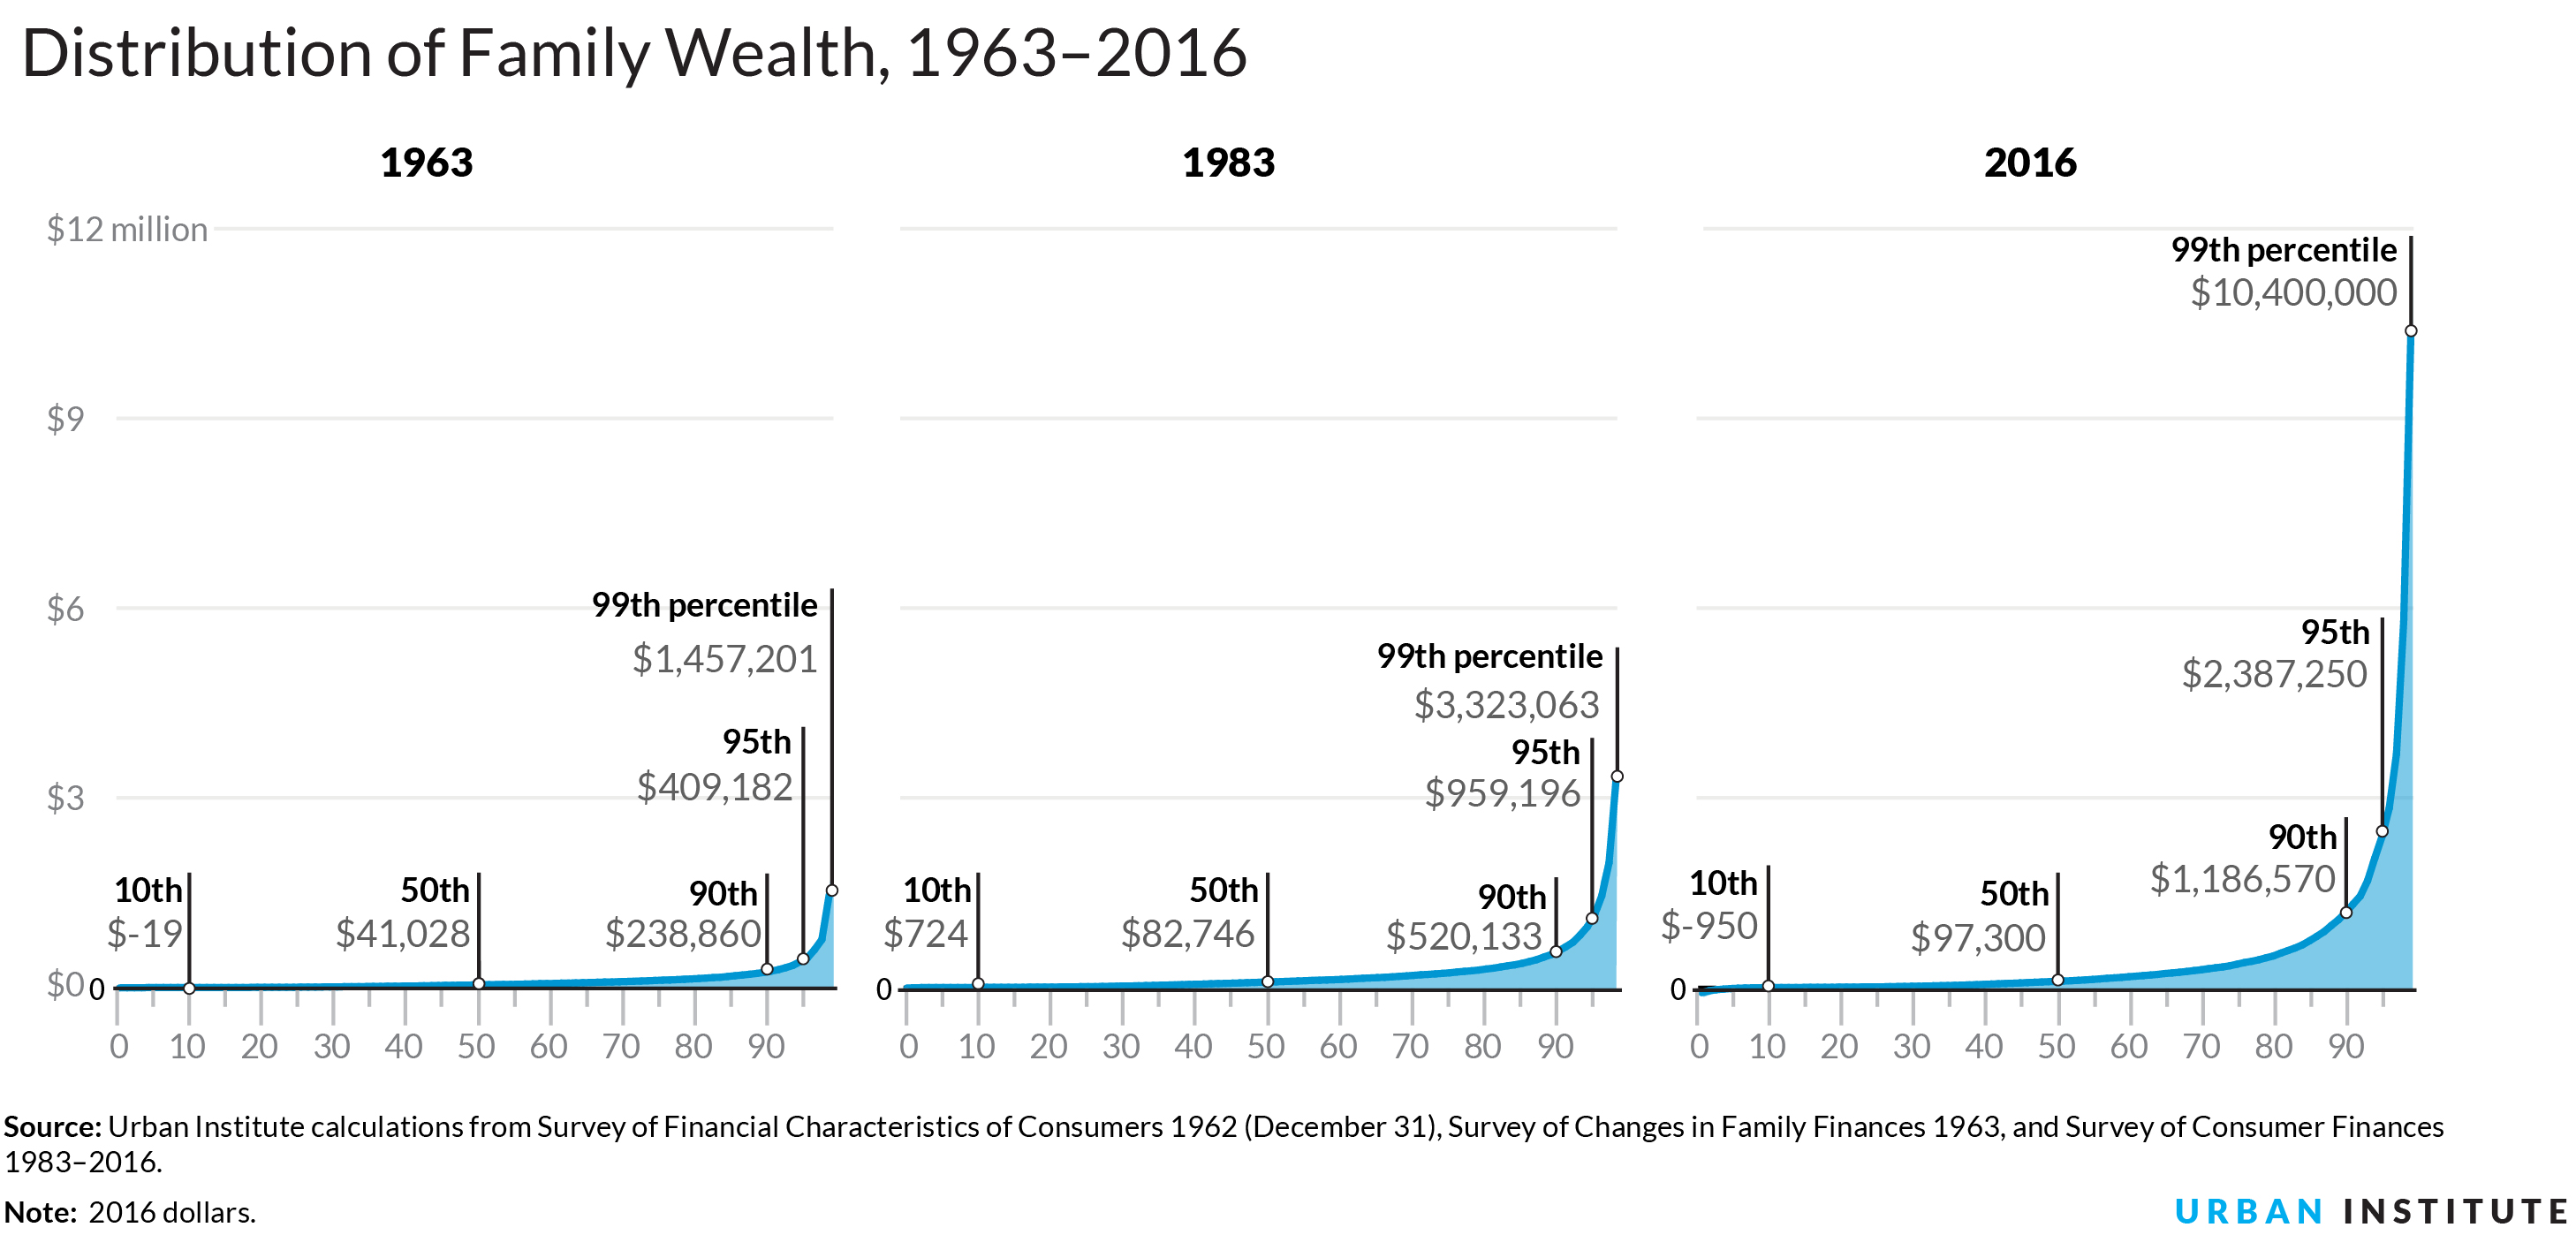 Distribution of Family Wealth, 1963–2016
1963
$12 million
$9
$6
$3
$0
0
10th
$-19
50th
$41,028
90th
$238,860
95th
$409,182
99th percentile
$1,457,201
0 10 20 30 40 50 60 70 80 90
1983
0
10th
$724
50th
$82,746
90th
$520,133
95th
$959,196
99th percentile
$3,323,063
0 10 20 30 40 50 60 70 80 90
2016
0
10th
$-950
50th
$97,300
90th
$1,186,570
95th
$2,387,250
99th percentile
$10,400,000
0 10 20 30 40 50 60 70 80 90
Source: Urban Institute calculations from Survey of Financial Characteristics of Consumers 1962 (December 31), Survey of Changes in Family Finances 1963, and Survey of Consumer Finances
1983–2016.
Note: 2016 dollars.
URBAN INSTITUTE